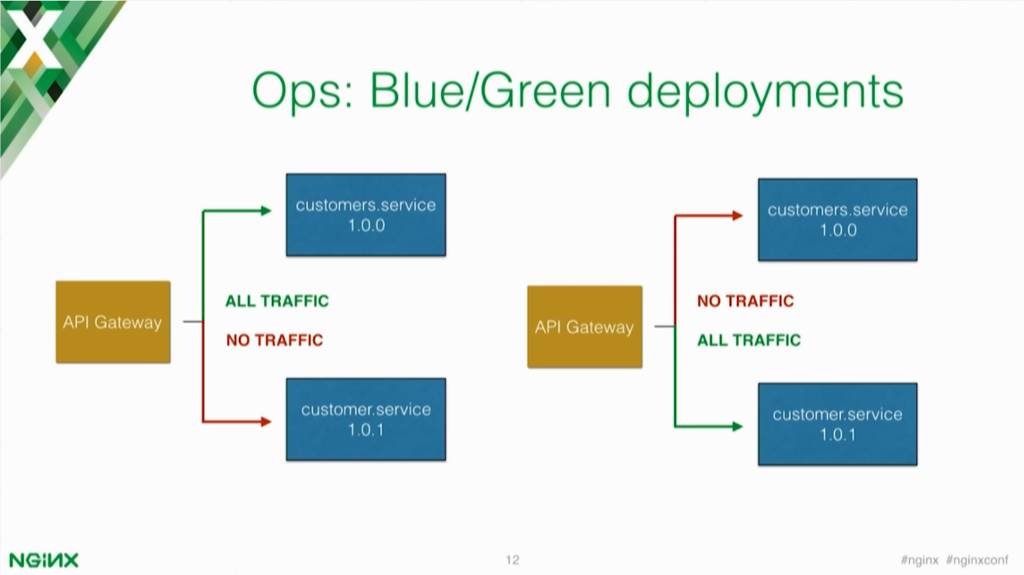 Ops: Blue/Green deployments
customers.service
1.0.0
API Gateway
ALL TRAFFIC
NO TRAFFIC
customer.service
1.0.1
customers.service
1.0.0
API Gateway
NO TRAFFIC
ALL TRAFFIC
customer.service
1.0.1
NGINX
12
#nginx #nginxconf